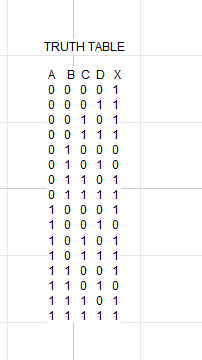 TRUTH TABLE
A B C D X
0 0 0 0 1
0 0 0 1 1
0 0 1 0 1
0 0 1 1 1
0 1 0 0 0
0 1 0 1 0
0 1 1 0 1
0 1 1 1 1
1 0 0 0 1
1 0 0 1 0
1 0 1 0 1
1 0 1 1 1
1 1 0 0 1
1 1 0 1 0
1 1 1 0 1
1 1 1 1 1